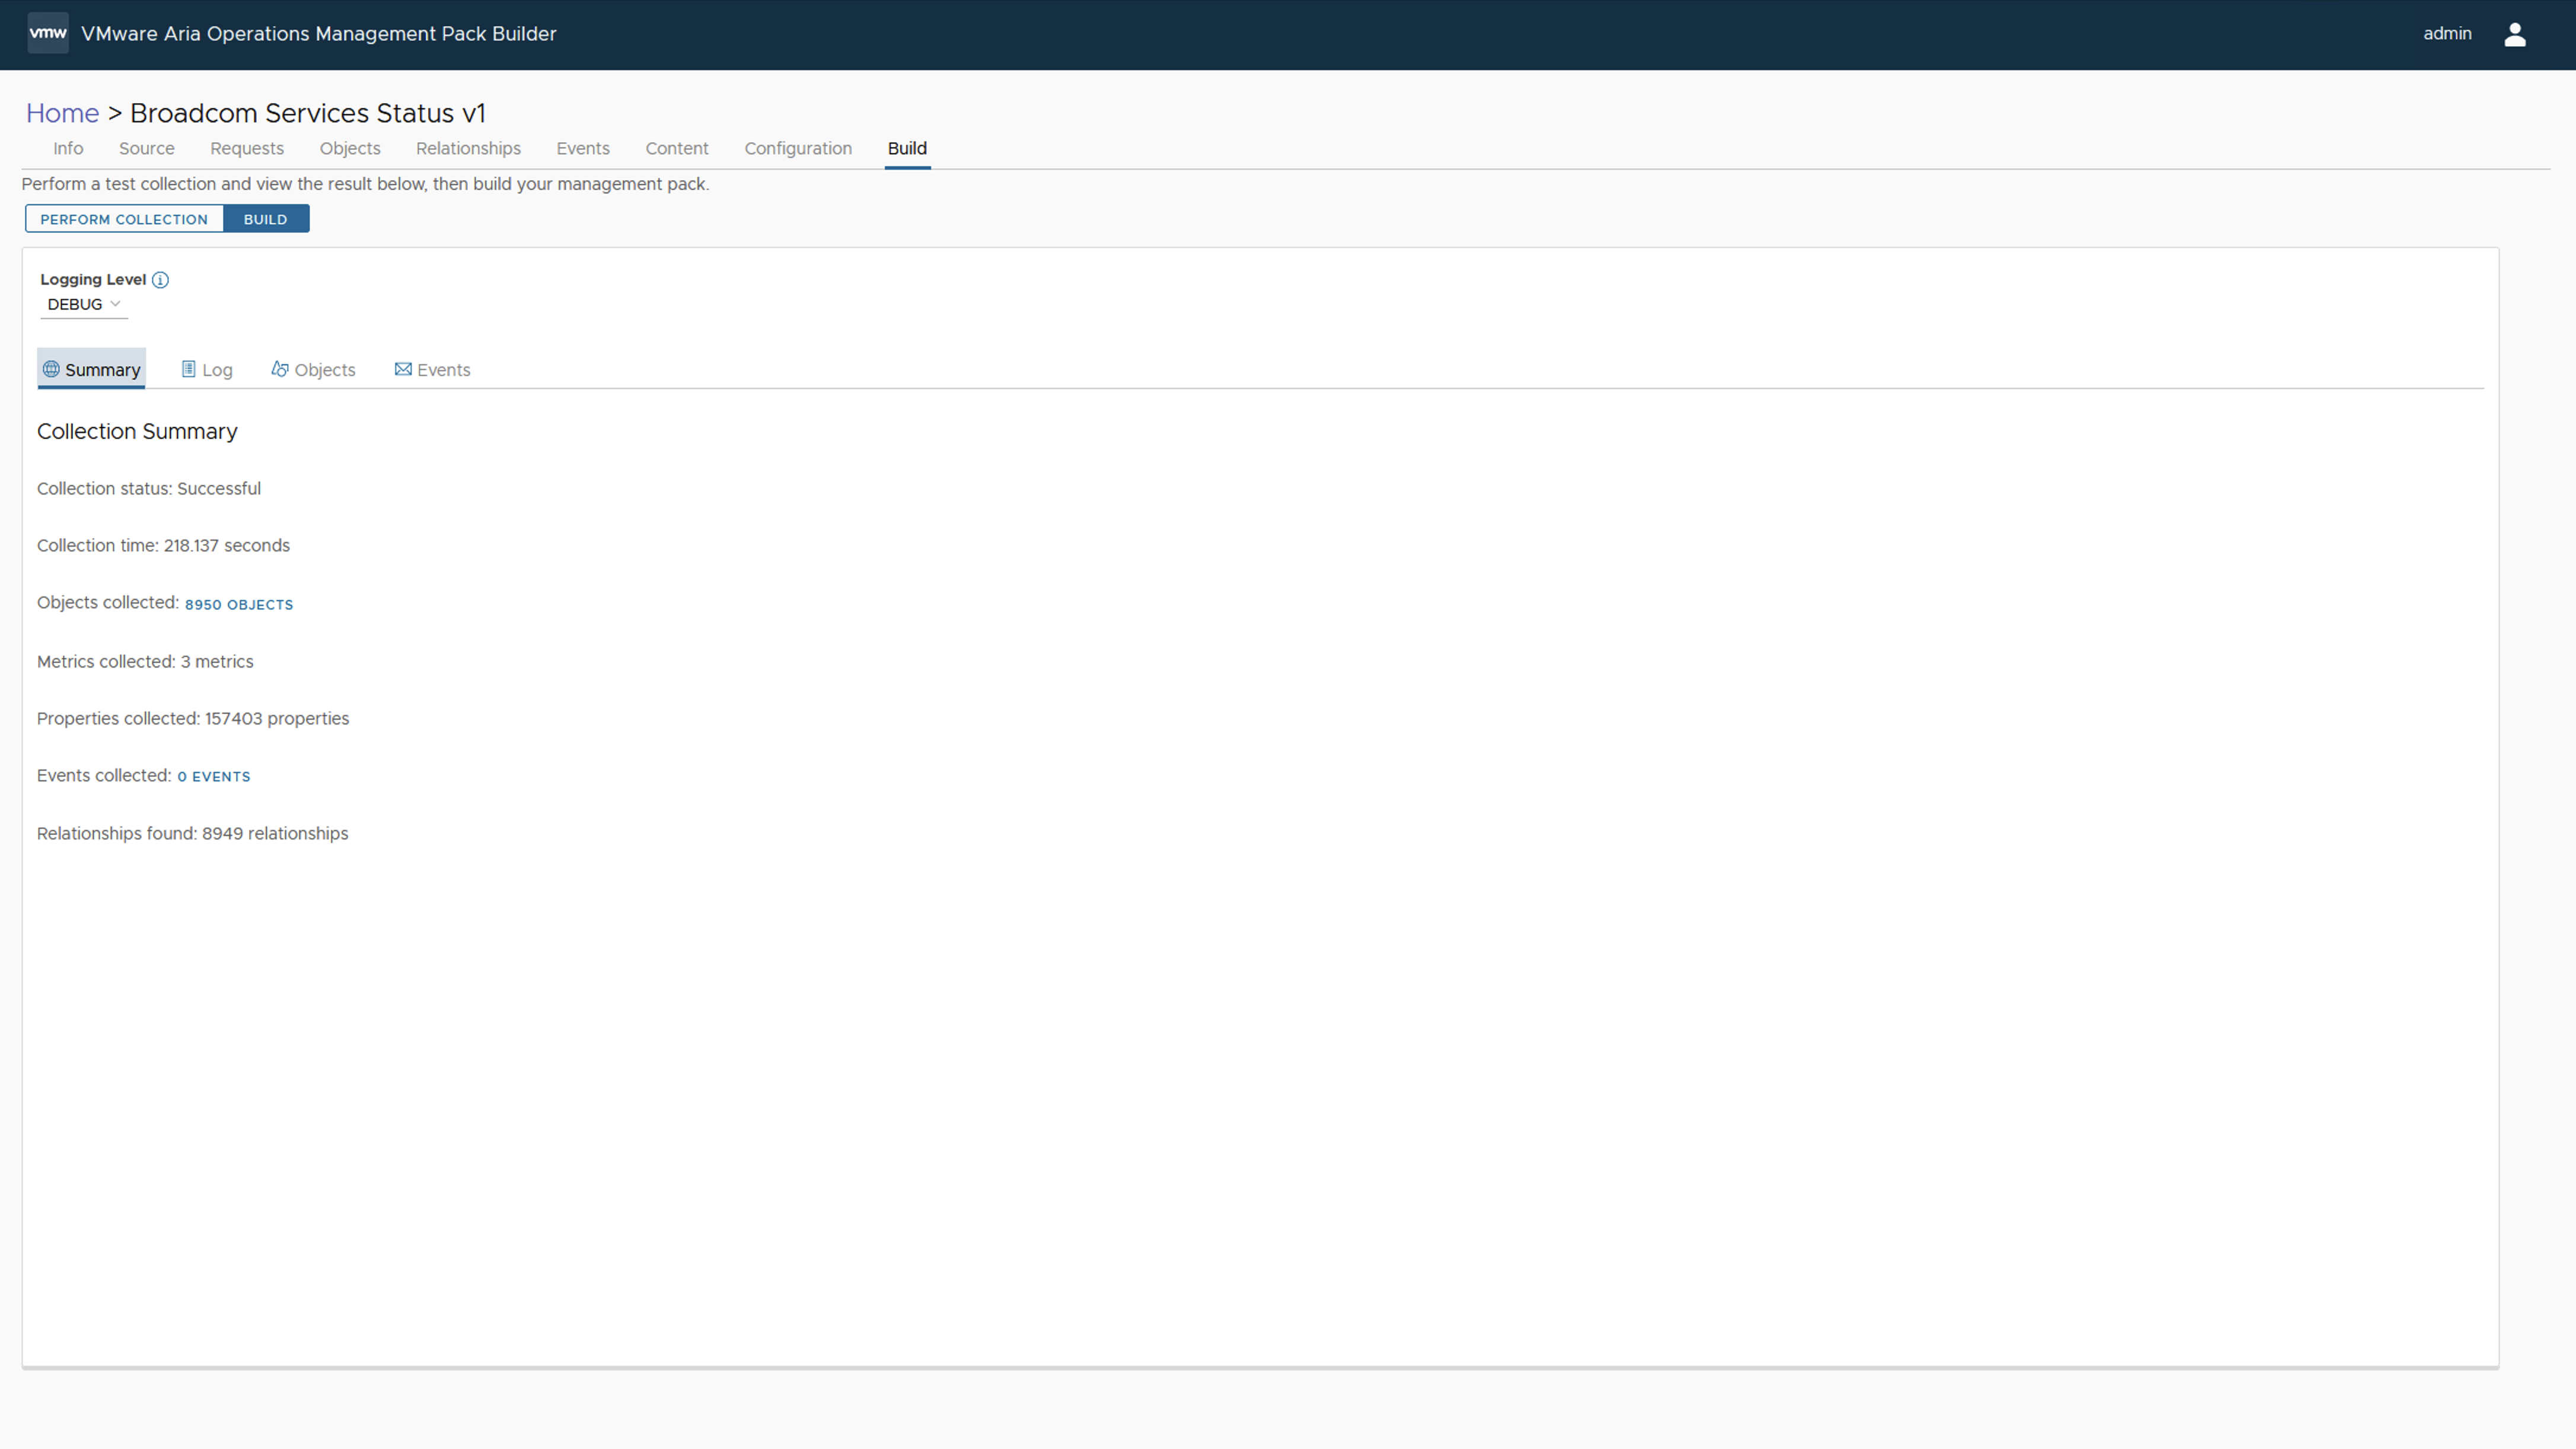 vmw VMware Aria Operations Management Pack Builder admin
Home > Broadcom Services Status v1
Info Source Requests Objects Relationships Events Content Configuration Build
Perform a test collection and view the result below, then build your management pack.
PERFORM COLLECTION BUILD
Logging Level
DEBUG
Summary Log Objects Events
Collection Summary
Collection status: Successful
Collection time: 218.137 seconds
Objects collected: 8950 OBJECTS
Metrics collected: 3 metrics
Properties collected: 157403 properties
Events collected: 0 EVENTS
Relationships found: 8949 relationships